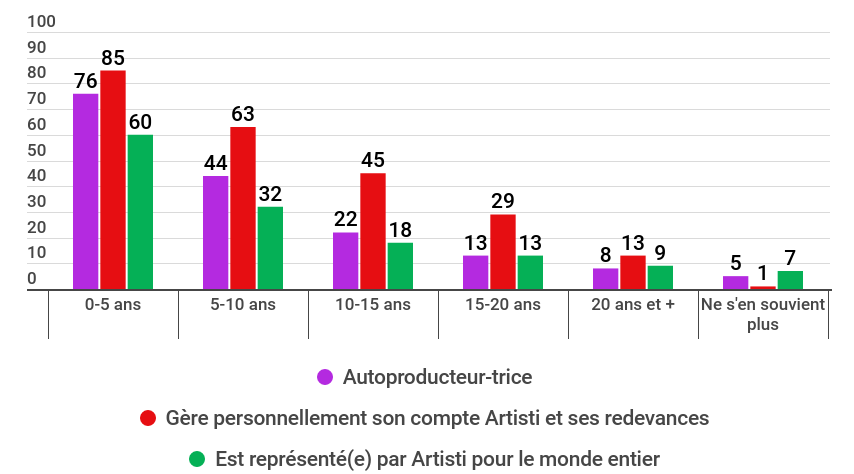 100
90
80
70
60
50
40
30
20
10
0
76 85 60
44 63 32
22 45 18
13 29 13
8 13 9
5 1 7
0-5 ans
5-10 ans
10-15 ans
15-20 ans
20 ans et +
Ne s'en souvient
plus
Autoproducteur-trice
Gère personnellement son compte Artisti et ses redevances
Est représenté(e) par Artisti pour le monde entier